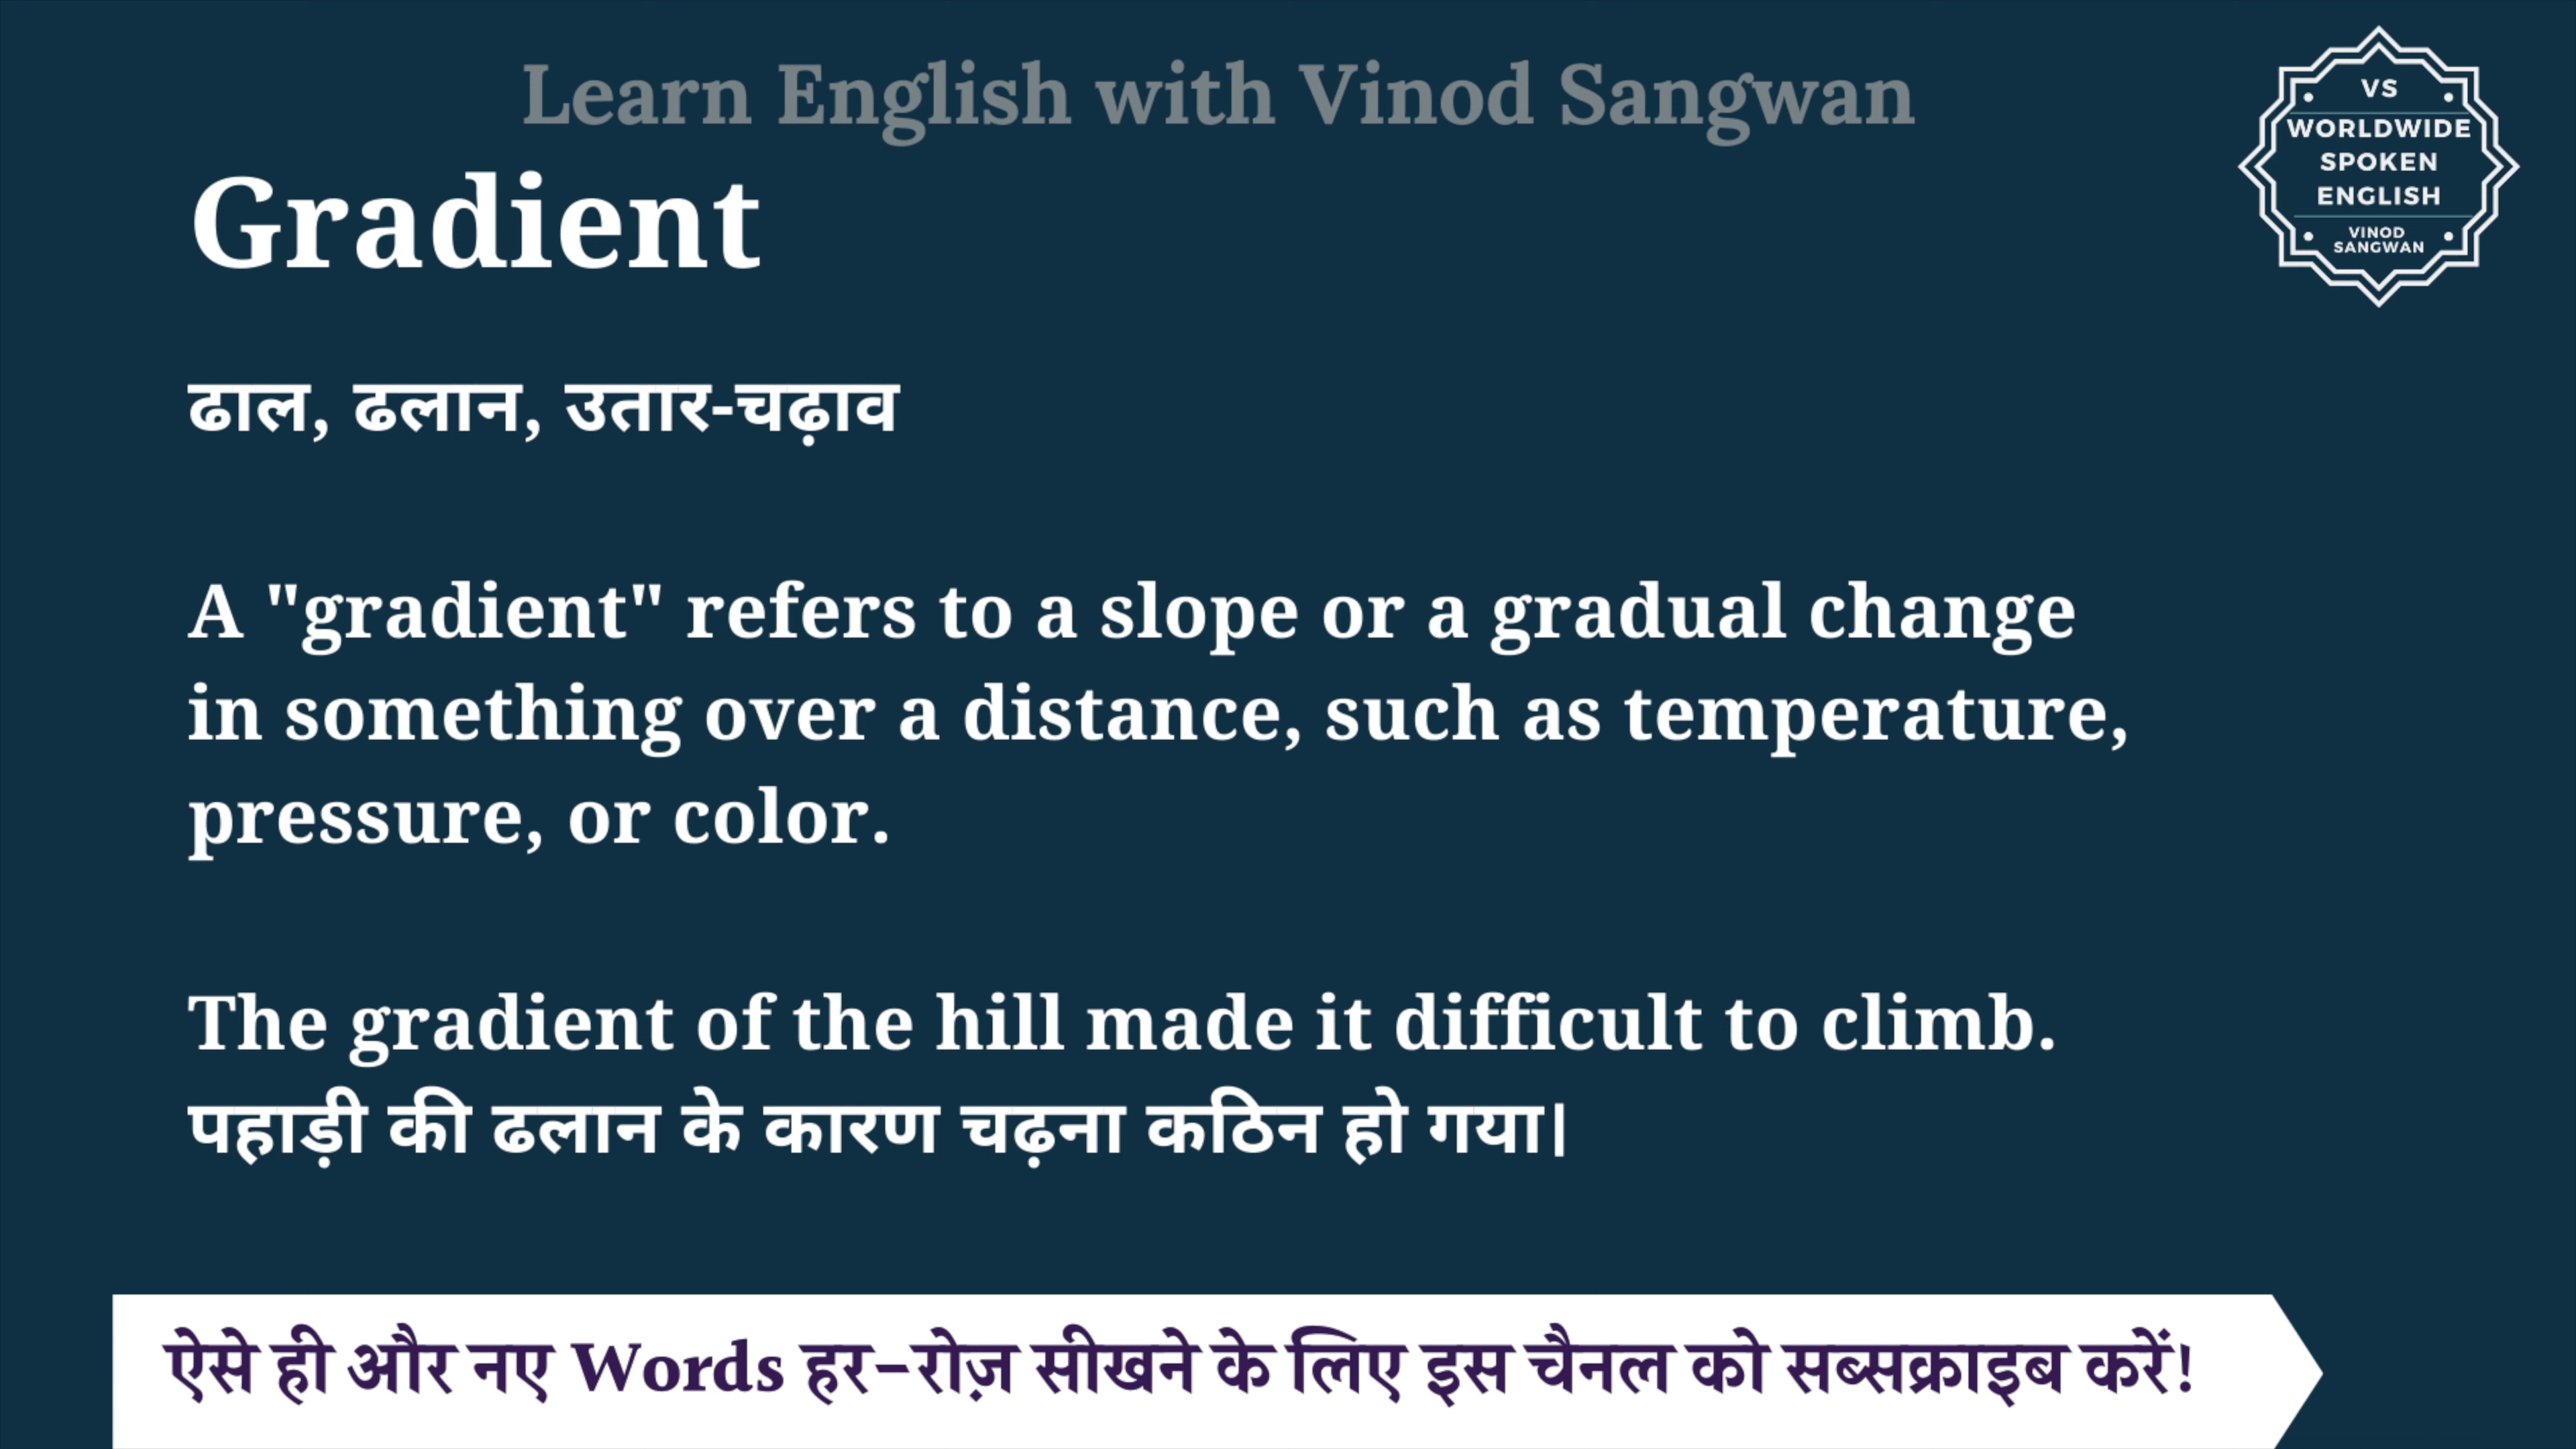 Learn English with Vinod Sangwan
VS
WORLDWIDE
SPOKEN
ENGLISH
VINOD
SANGWAN
Gradient
ढाल, ढलान, उतार-चढ़ाव
A "gradient" refers to a slope or a gradual change
in something over a distance, such as temperature,
pressure, or color.
The gradient of the hill made it difficult to climb.
पहाड़ी की ढलान के कारण चढ़ना कठिन हो गया।
ऐसे ही और नए Words हर-रोज़ सीखने के लिए इस चैनल को सब्सक्राइब करें!